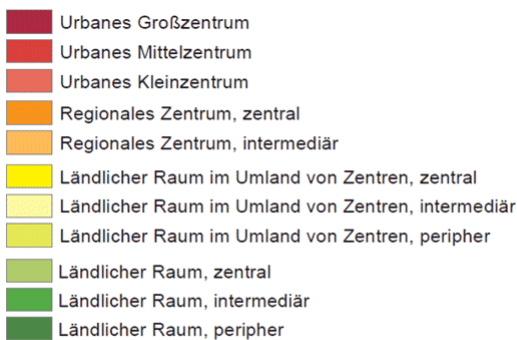 Urbanes Großzentrum
Urbanes Mittelzentrum
Urbanes Kleinzentrum
Regionales Zentrum, zentral
Regionales Zentrum, intermediär
Ländlicher Raum im Umland von Zentren, zentral
Ländlicher Raum im Umland von Zentren, intermediär
Ländlicher Raum im Umland von Zentren, peripher
Ländlicher Raum, zentral
Ländlicher Raum, intermediär
Ländlicher Raum, peripher